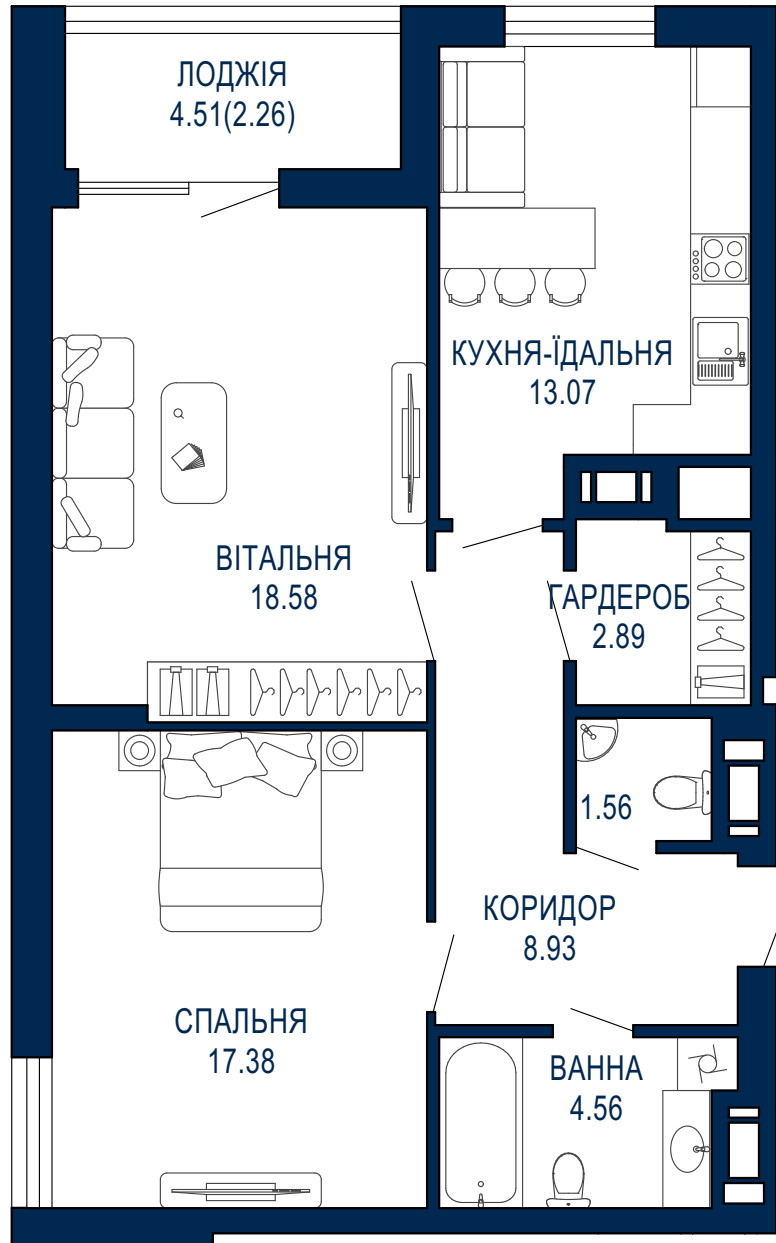 ЛОДЖІЯ
4.51(2.26)
КУХНЯ-ЇДАЛЬНЯ
13.07
ВІТАЛЬНЯ
18.58
ГАРДЕРОБ
2.89
1.56
КОРИДОР
8.93
СПАЛЬНЯ
17.38
ВАННА
4.56